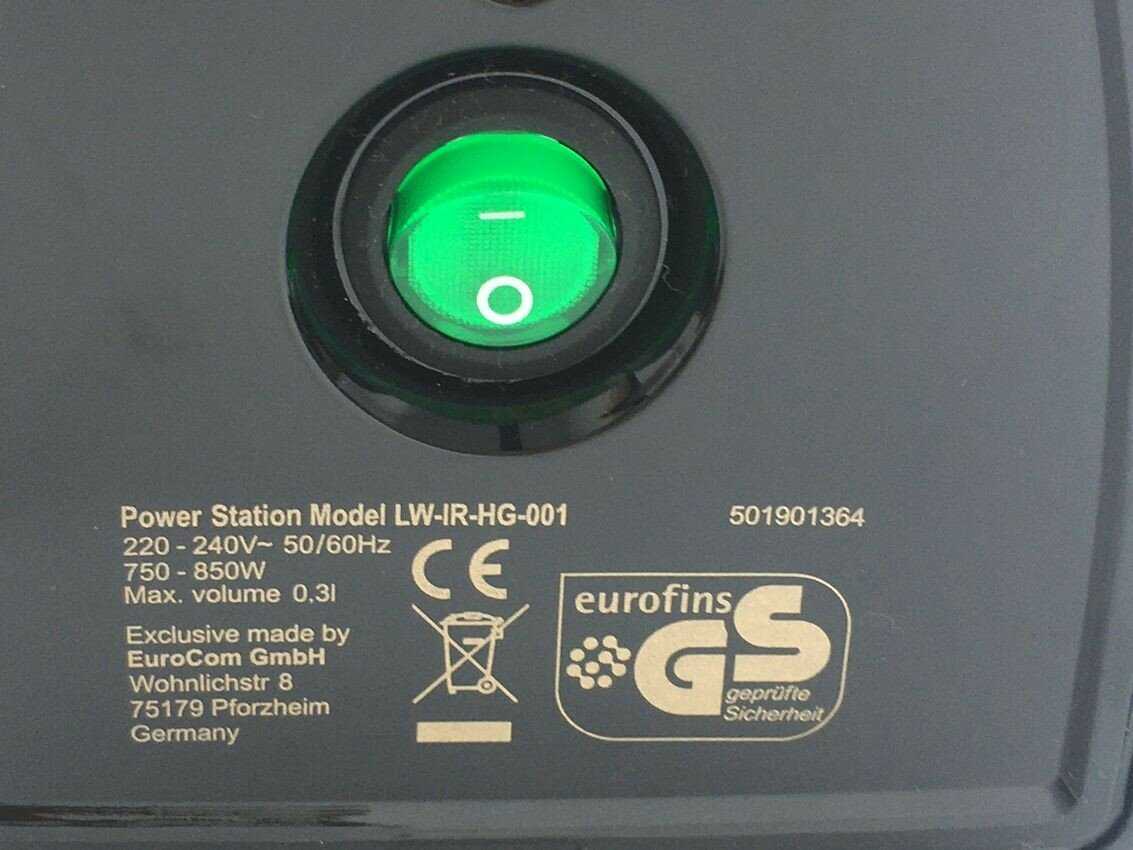 Power Station Model LW-IR-HG-001
501901364
220 - 240V~ 50/60Hz
750 - 850W
Max. volume 0,3l
CE
Exclusive made by
EuroCom GmbH
Wohnlichstr 8
75179 Pforzheim
Germany
eurofins
GS
geprüfte
Sicherheit